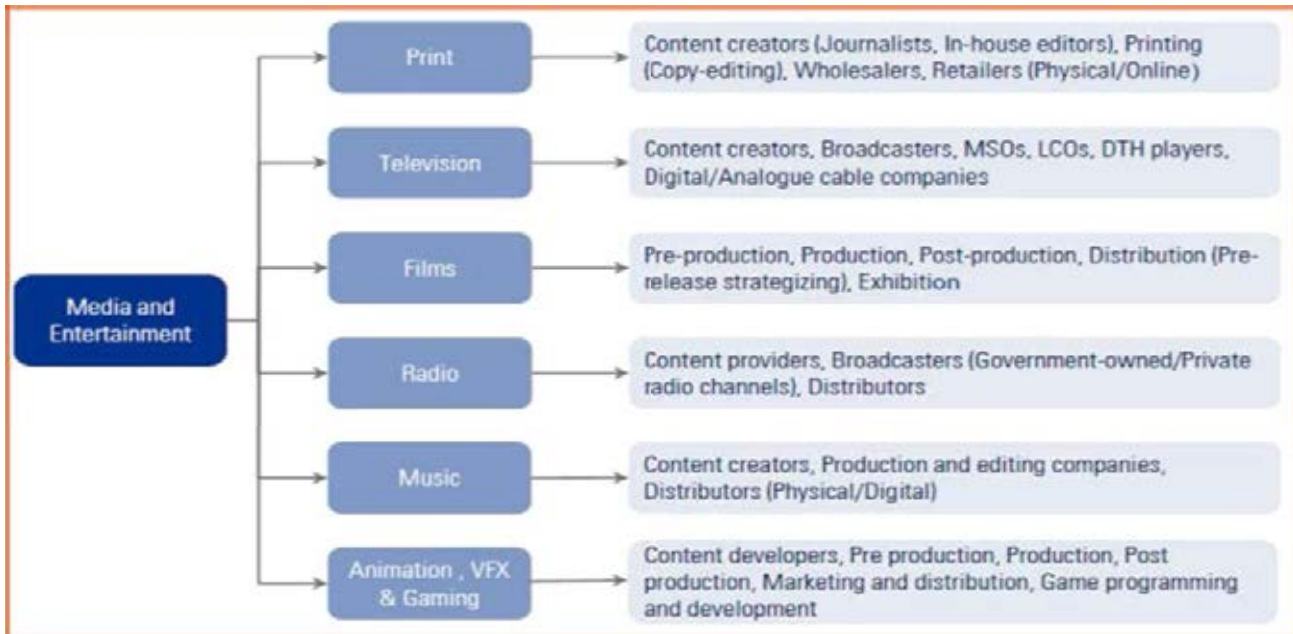 Print
Content creators (Journalists, In-house editors), Printing
(Copy-editing), Wholesalers, Retailers (Physical/Online)
Television
Content creators, Broadcasters, MSOs, LCOs, DTH players,
Digital/Analogue cable companies
Media and
Entertainment
Films
Pre-production, Production, Post-production, Distribution (Pre-
release strategizing), Exhibition
Radio
Content providers, Broadcasters (Government-owned/Private
radio channels), Distributors
Music
Content creators, Production and editing companies,
Distributors (Physical/Digital)
Animation , VFX
& Gaming
Content developers, Pre production, Production, Post
production, Marketing and distribution, Game programming
and development